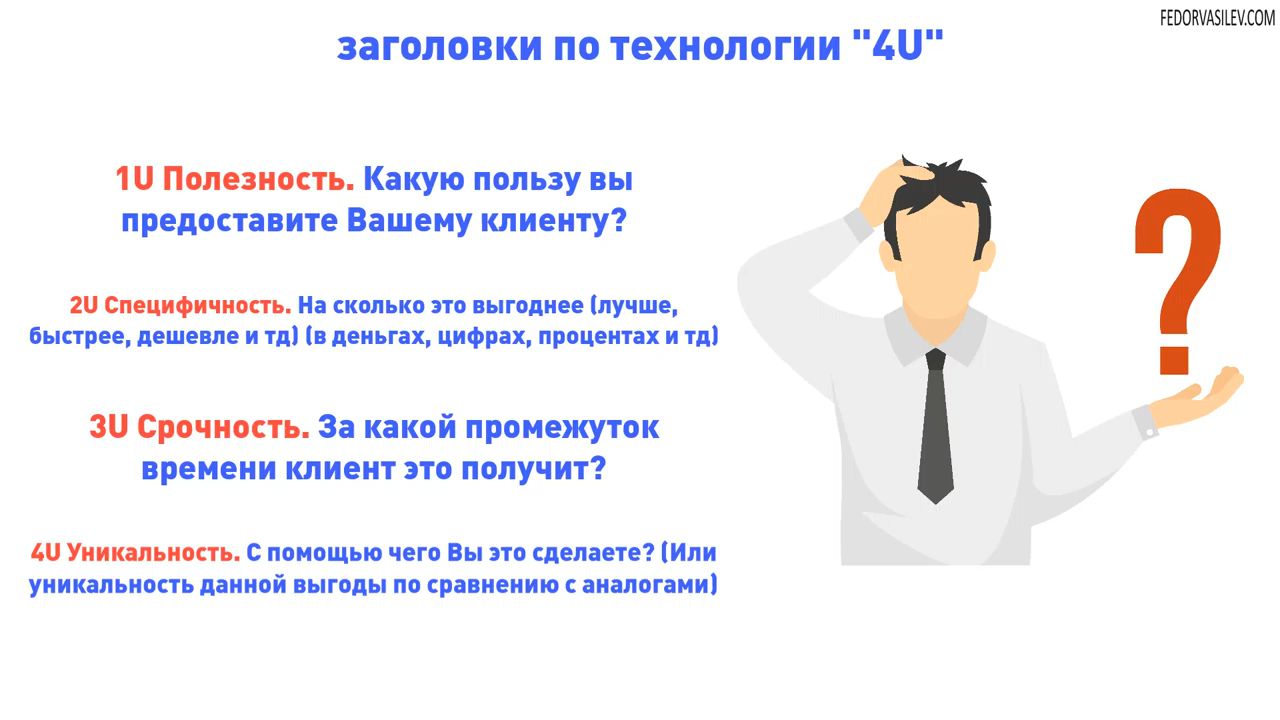 FEDORVASILEV.COM
заголовки по технологии "4U"
1U Полезность. Какую пользу вы
предоставите Вашему клиенту?
2U Специфичность. На сколько это выгоднее (лучше,
быстрее, дешевле и тд) (в деньгах, цифрах, процентах и тд)
3U Срочность. За какой промежуток
времени клиент это получит?
4U Уникальность. С помощью чего Вы это сделаете? (Или
уникальность данной выгоды по сравнению с аналогами)
?